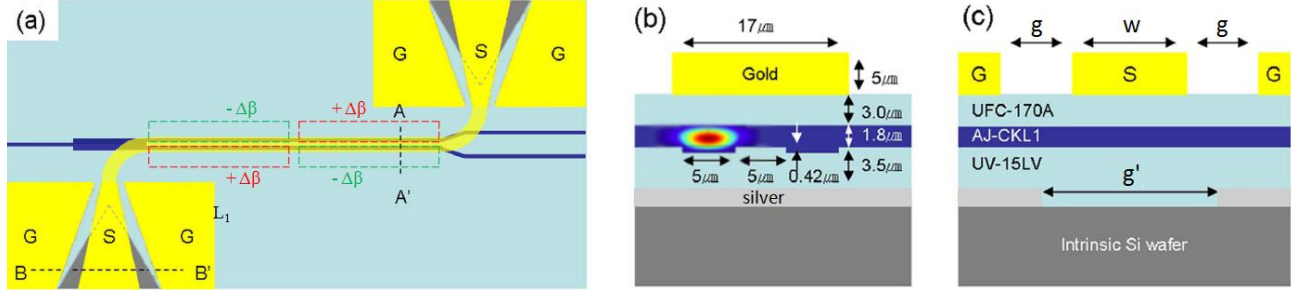 (a)
G
S
G
- Δβ
+Δβ
A
+Δβ
- Δβ
A'
L1
G
S
G
B
B'
(b)
17㎛
Gold
5㎛
3.0㎛
1.8㎛
5㎛
5㎛
0.42㎛
3.5㎛
silver
(c)
g
w
g
G
S
G
UFC-170A
AJ-CKL1
UV-15LV
g'
Intrinsic Si wafer